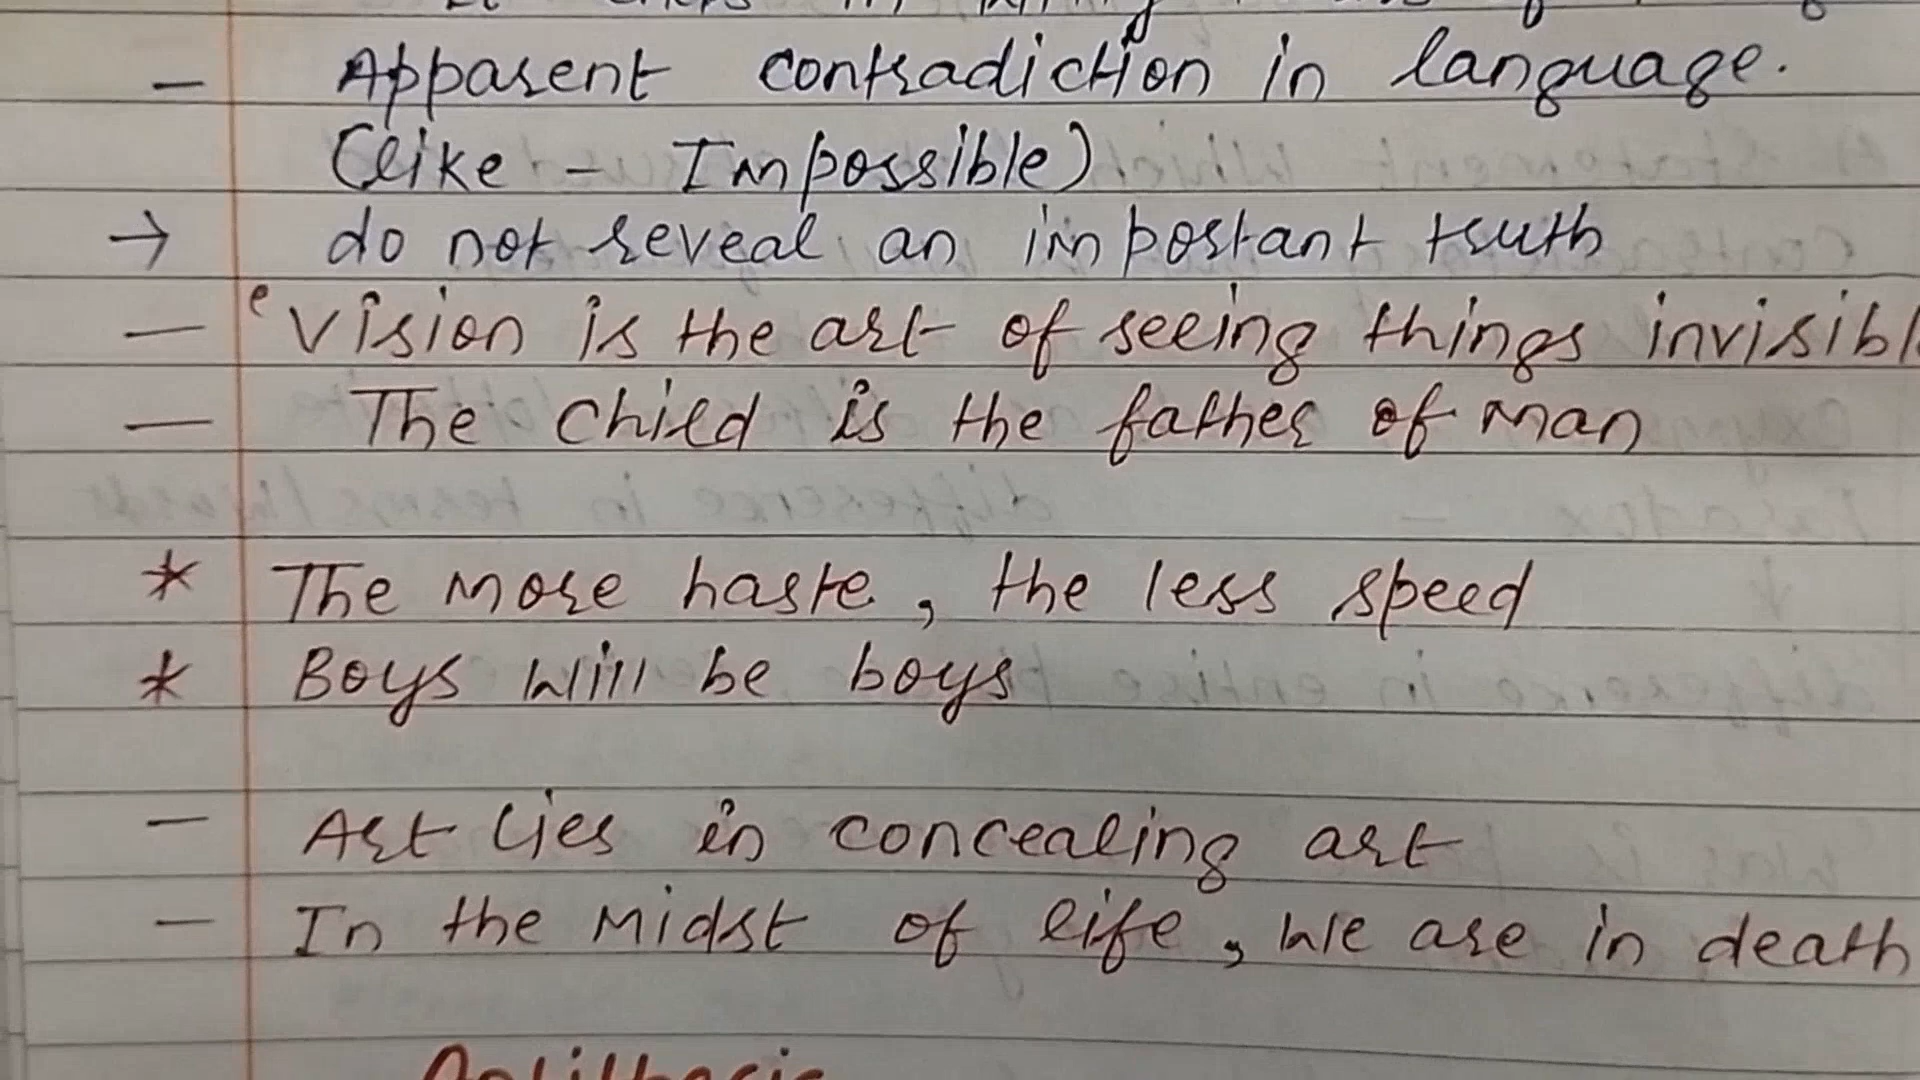 - Apparent contradiction in language.
(like - Impossible)
→ do not reveal an important truth
- Vision is the art of seeing things invisibl
- The Child is the father of Man
* The More haste, the less speed
* Boys Will be boys
- Art Lies in concealing art
- In the Midst of life, We are in death
Antithesis